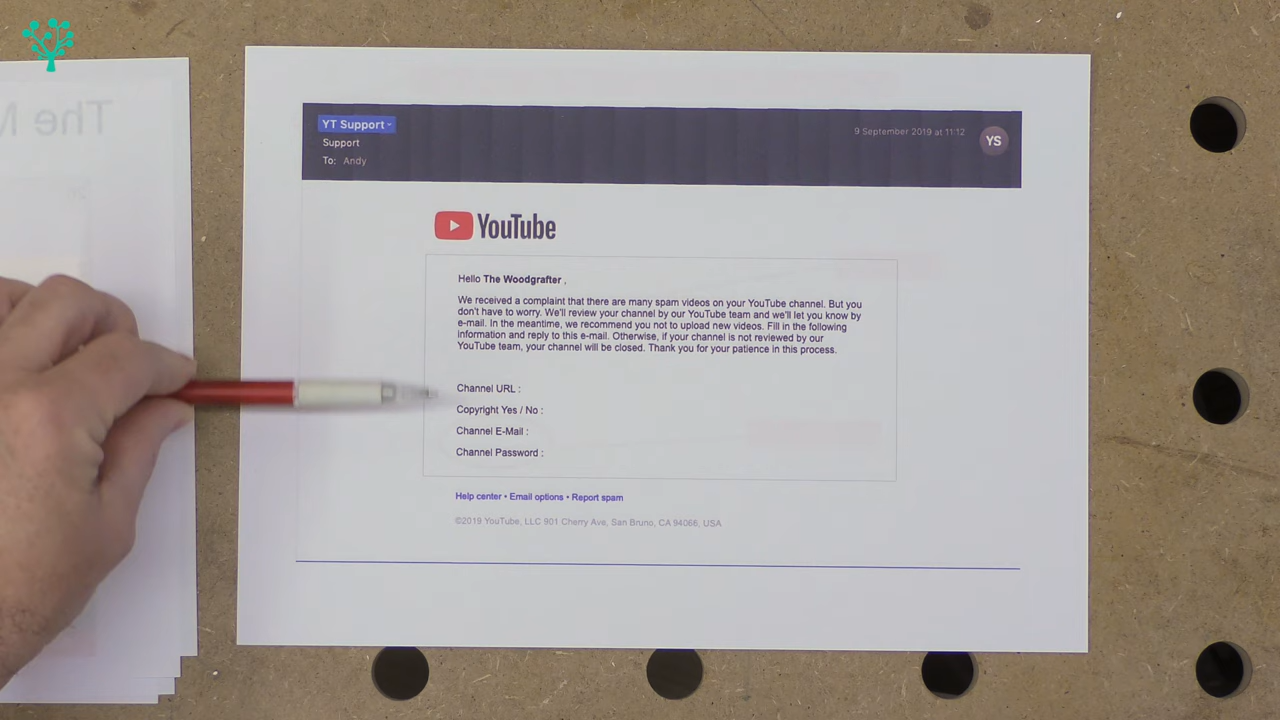 The
YT Support
9 September 2019 at 11:12
YS
Support
To: Andy
YouTube
Hello The Woodgrafter ,
We received a complaint that there are many spam videos on your YouTube channel. But you
don't have to worry. We'll review your channel by our YouTube team and we'll let you know by
e-mail. In the meantime, we recommend you not to upload new videos. Fill in the following
information and reply to this e-mail. Otherwise, if your channel is not reviewed by our
YouTube team, your channel will be closed. Thank you for your patience in this process.
Channel URL :
Copyright Yes / No :
Channel E-Mail :
Channel Password :
Help center • Email options • Report spam
©2019 YouTube, LLC 901 Cherry Ave, San Bruno, CA 94066, USA